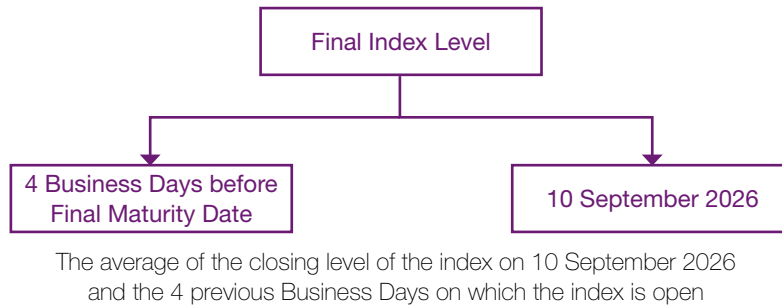 Final Index Level
4 Business Days before
Final Maturity Date
10 September 2026
The average of the closing level of the index on 10 September 2026
and the 4 previous Business Days on which the index is open